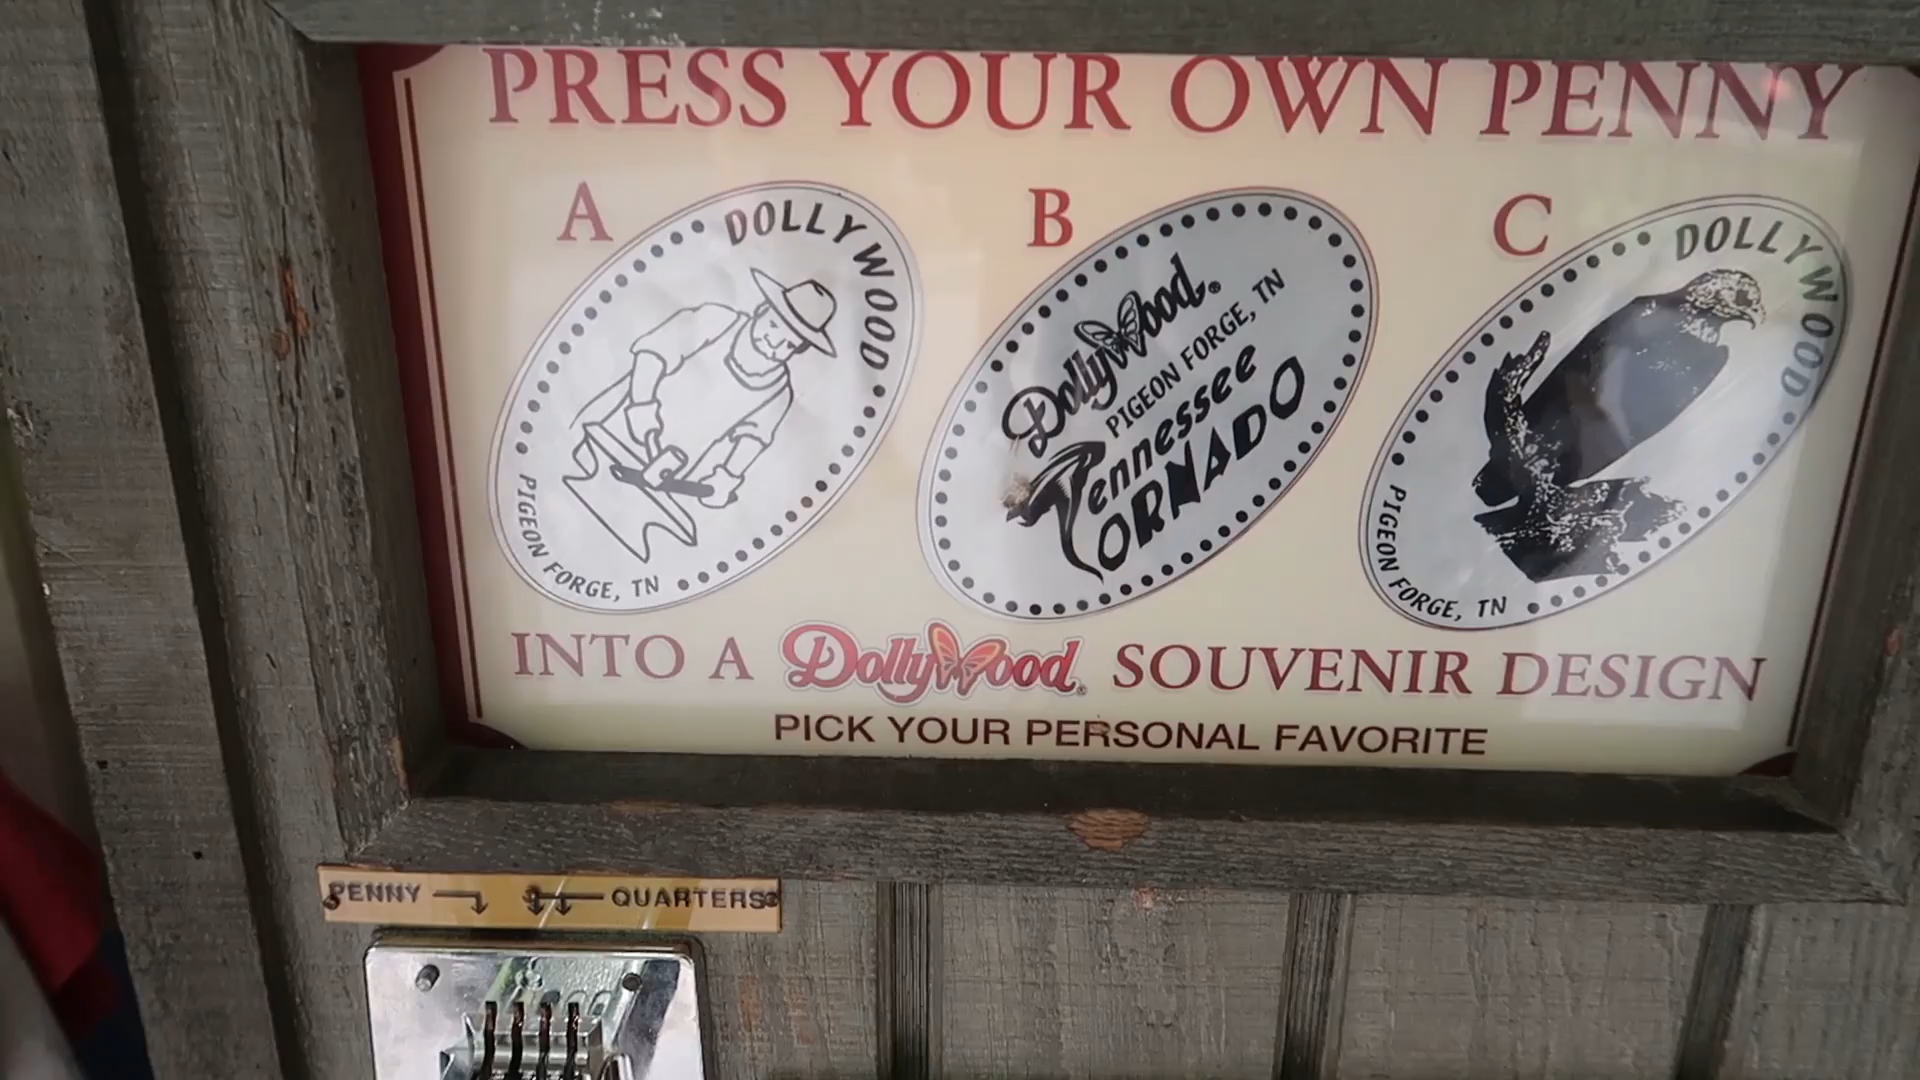 PRESS YOUR OWN PENNY
A
DOLLYWOOD
PIGEON FORGE, TN
B
DollyWood®
PIGEON FORGE, TN
Tennessee
TORNADO
C
DOLLYWOOD
PIGEON FORGE, TN
INTO A DollyWood® SOUVENIR DESIGN
PICK YOUR PERSONAL FAVORITE
PENNY QUARTERS